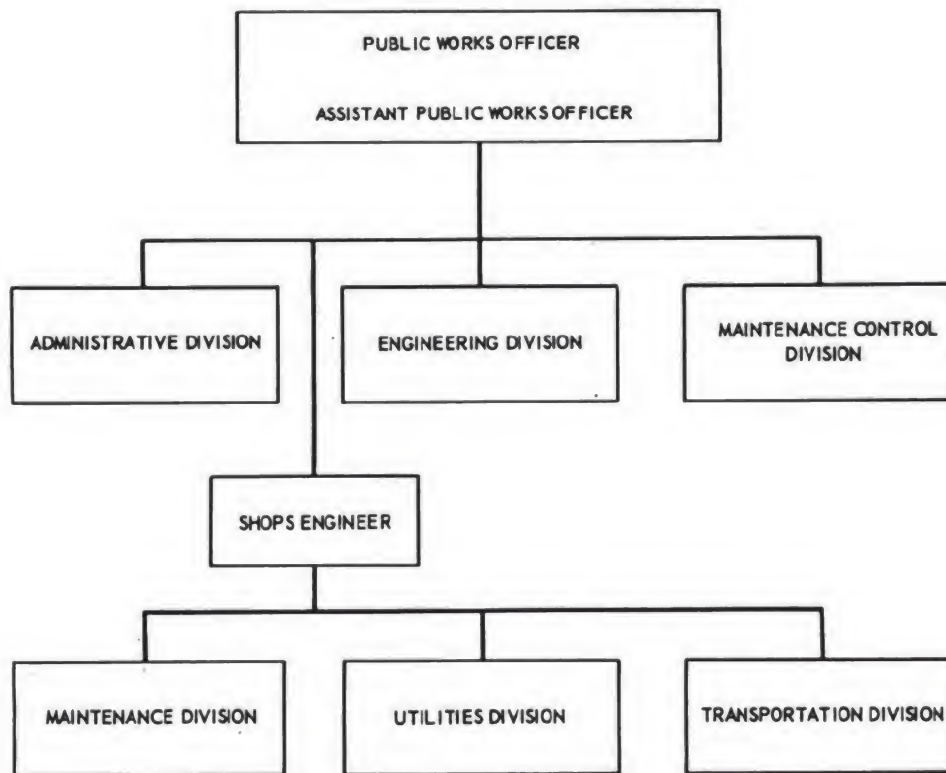 PUBLIC WORKS OFFICER
ASSISTANT PUBLIC WORKS OFFICER
ADMINISTRATIVE DIVISION
ENGINEERING DIVISION
MAINTENANCE CONTROL
DIVISION
SHOPS ENGINEER
MAINTENANCE DIVISION
UTILITIES DIVISION
TRANSPORTATION DIVISION